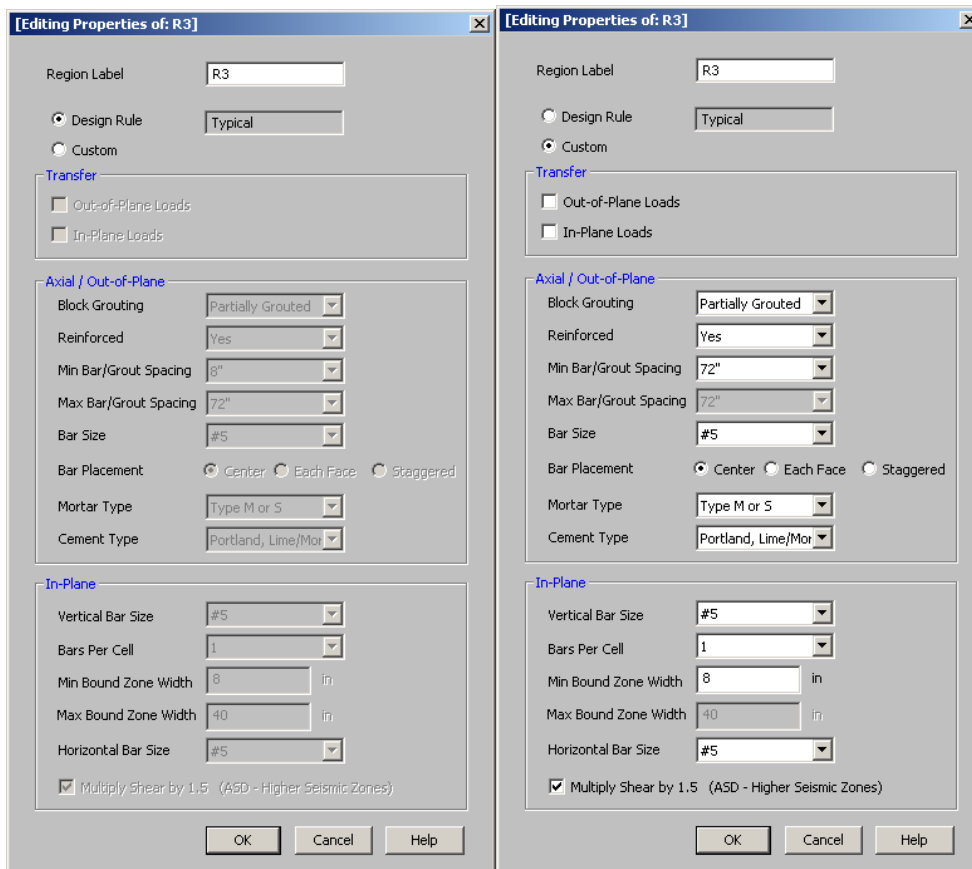 [Editing Properties of: R3]
Region Label R3
Design Rule Typical
Custom
Transfer
Out-of-Plane Loads
In-Plane Loads
Axial / Out-of-Plane
Block Grouting Partially Grouted
Reinforced Yes
Min Bar/Grout Spacing 8"
Max Bar/Grout Spacing 72"
Bar Size #5
Bar Placement Center Each Face Staggered
Mortar Type Type M or S
Cement Type Portland, Lime/Mor
In-Plane
Vertical Bar Size #5
Bars Per Cell 1
Min Bound Zone Width 8 in
Max Bound Zone Width 40 in
Horizontal Bar Size #5
Multiply Shear by 1.5 (ASD - Higher Seismic Zones)
OK Cancel Help
[Editing Properties of: R3]
Region Label R3
Design Rule Typical
Custom
Transfer
Out-of-Plane Loads
In-Plane Loads
Axial / Out-of-Plane
Block Grouting Partially Grouted
Reinforced Yes
Min Bar/Grout Spacing 72"
Max Bar/Grout Spacing 72"
Bar Size #5
Bar Placement Center Each Face Staggered
Mortar Type Type M or S
Cement Type Portland, Lime/Mor
In-Plane
Vertical Bar Size #5
Bars Per Cell 1
Min Bound Zone Width 8 in
Max Bound Zone Width 40 in
Horizontal Bar Size #5
Multiply Shear by 1.5 (ASD - Higher Seismic Zones)
OK Cancel Help